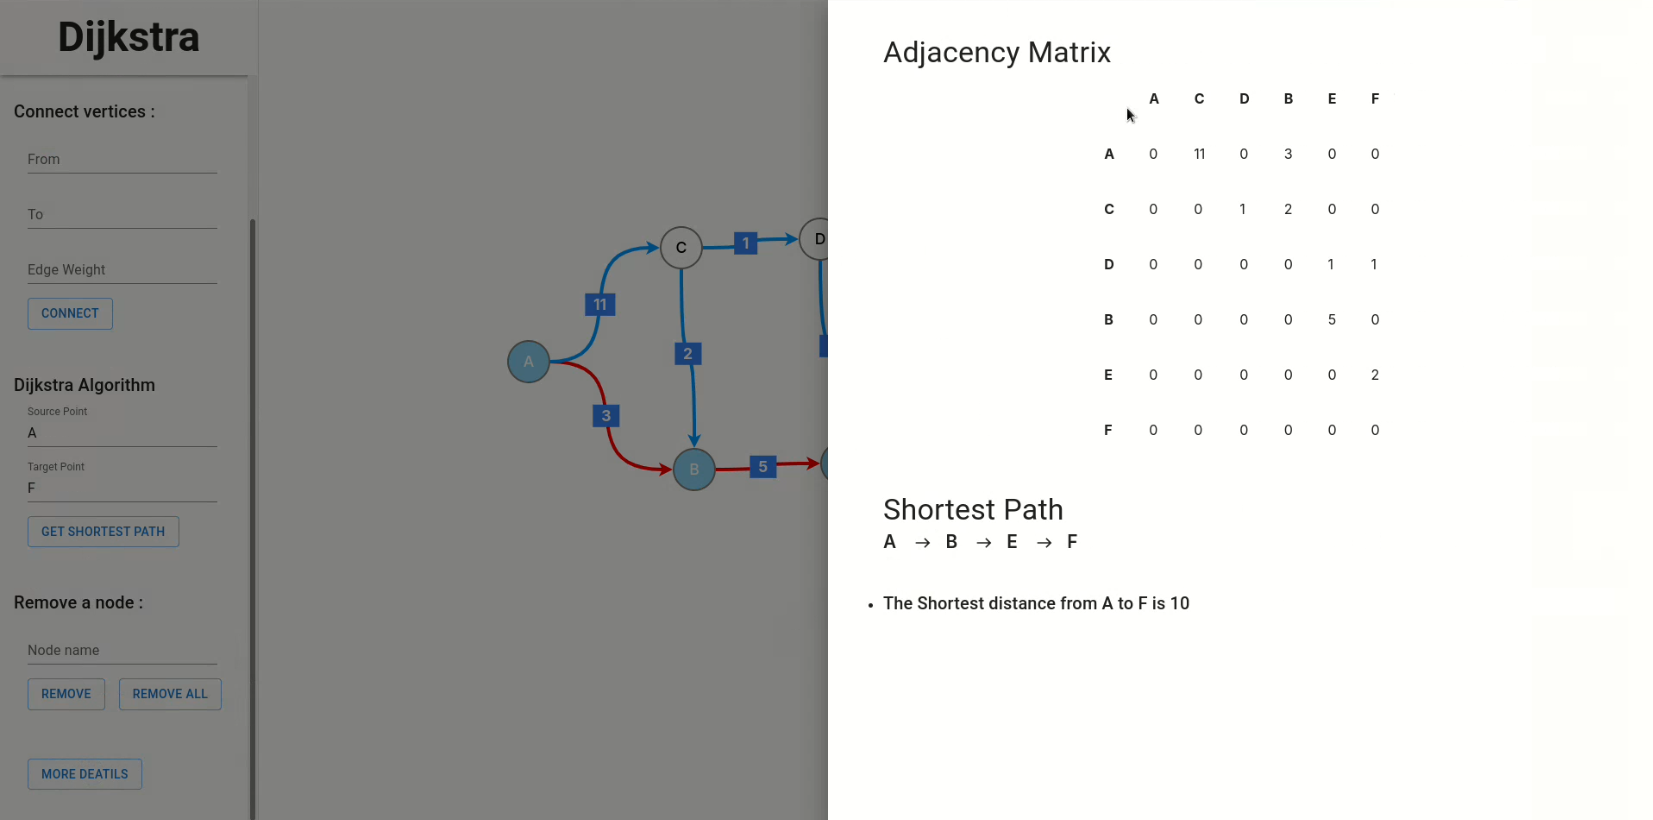 Dijkstra
Connect vertices :
From
To
Edge Weight
CONNECT
Dijkstra Algorithm
Source Point
A
Target Point
F
GET SHORTEST PATH
Remove a node :
Node name
REMOVE REMOVE ALL
MORE DEATILS
C 1 D
11
2
A
3
B 5
Adjacency Matrix
A C D B E F
A 0 11 0 3 0 0
C 0 0 1 2 0 0
D 0 0 0 0 1 1
B 0 0 0 0 5 0
E 0 0 0 0 0 2
F 0 0 0 0 0 0
Shortest Path
A → B → E → F
• The Shortest distance from A to F is 10